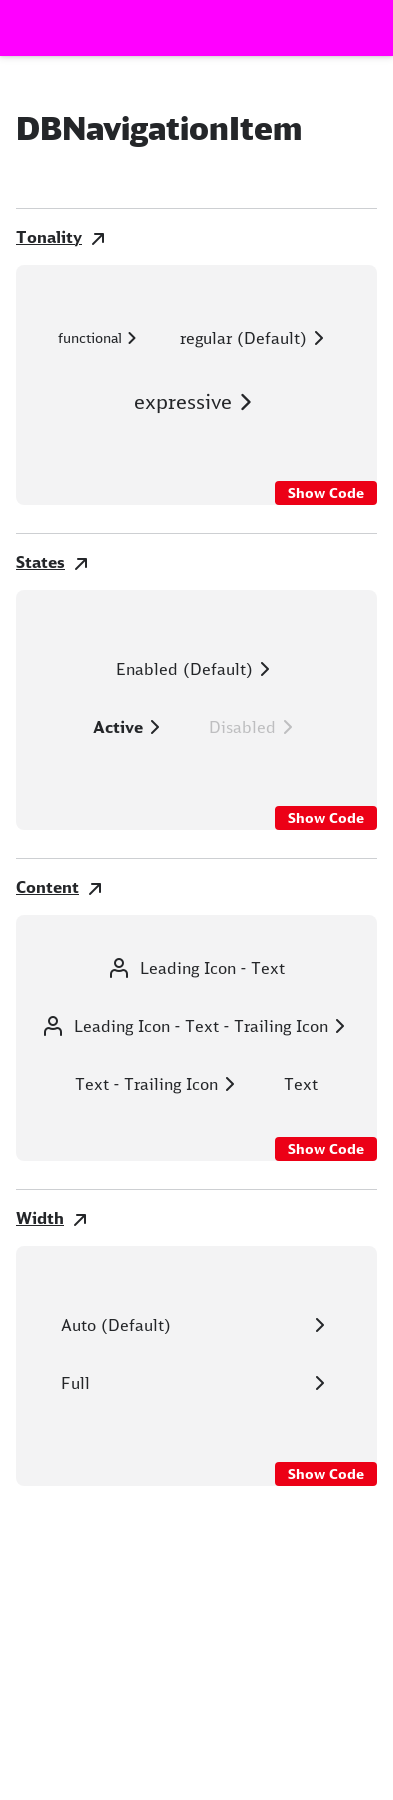 DBNavigationItem
Tonality
functional
regular (Default)
expressive
Show Code
States
Enabled (Default)
Active
Disabled
Show Code
Content
Leading Icon - Text
Leading Icon - Text - Trailing Icon
Text - Trailing Icon
Text
Show Code
Width
Auto (Default)
Full
Show Code